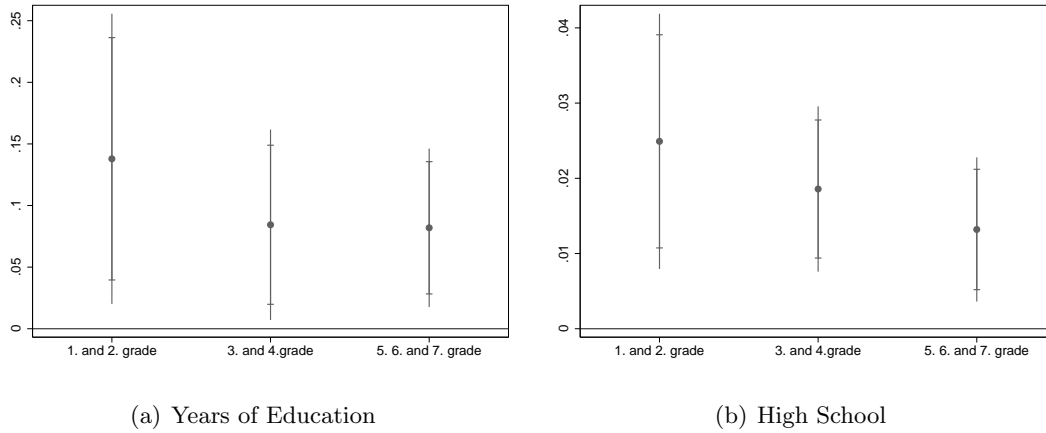 .25
.2
.15
.1
.05
0
1. and 2. grade 3. and 4.grade 5. 6. and 7. grade
(a) Years of Education
.04
.03
.02
.01
0
1. and 2. grade 3. and 4.grade 5. 6. and 7. grade
(b) High School